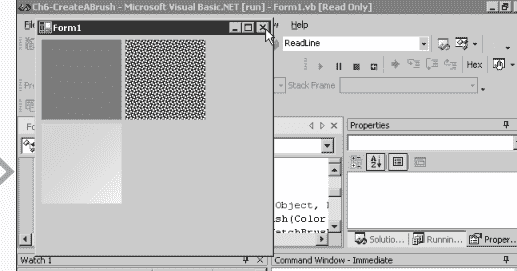 Ch6-CreateABrush - Microsoft Visual Basic.NET [run] - Form1.vb [Read Only]
Form1
Help
ReadLine
Hex
Stack Frame
Properties
Object,
sh(Color
Solutio... Runnin... Proper...
Watch 1
Command Window - Immediate